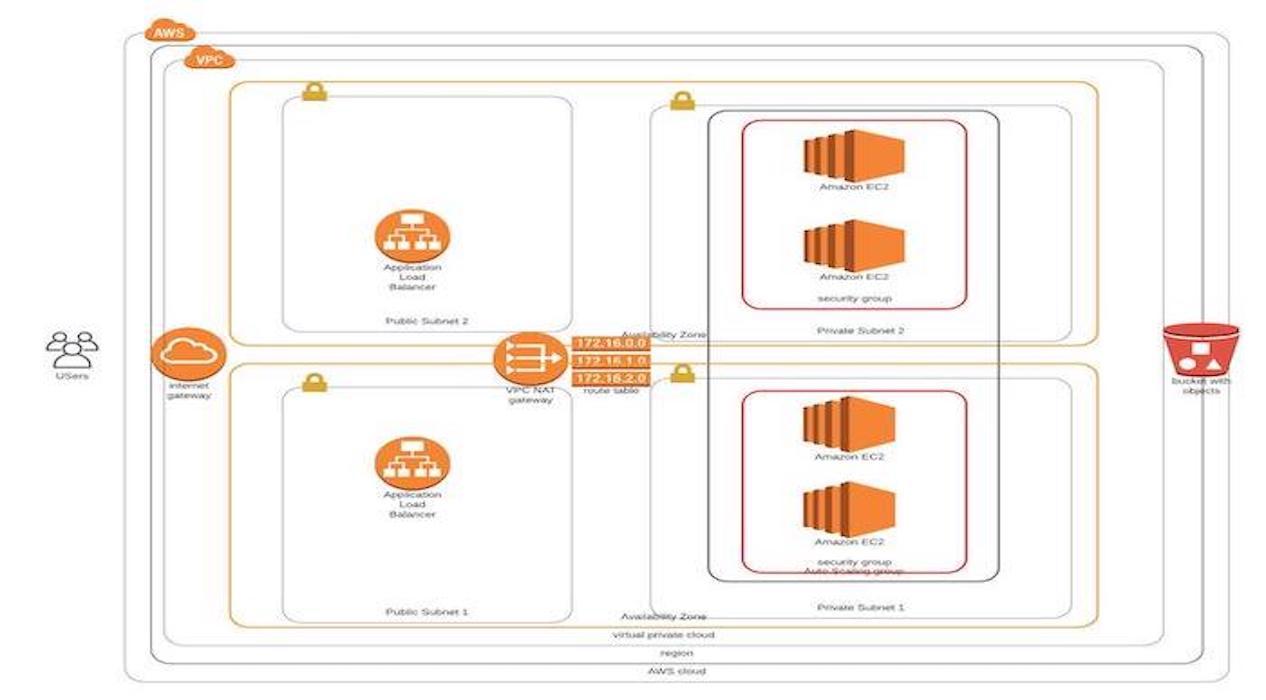 AWS
VPC
Amazon EC2
Amazon EC2
security group
Application
Load
Balancer
Public Subnet 2
Private Subnet 2
Availability Zone
USers
internet
gateway
VPC NAT
gateway
172.16.0.0
172.16.1.0
172.16.2.0
route table
bucket with
objects
Amazon EC2
Amazon EC2
security group
Auto Scaling group
Application
Load
Balancer
Public Subnet 1
Private Subnet 1
Availability Zone
virtual private cloud
region
AWS cloud